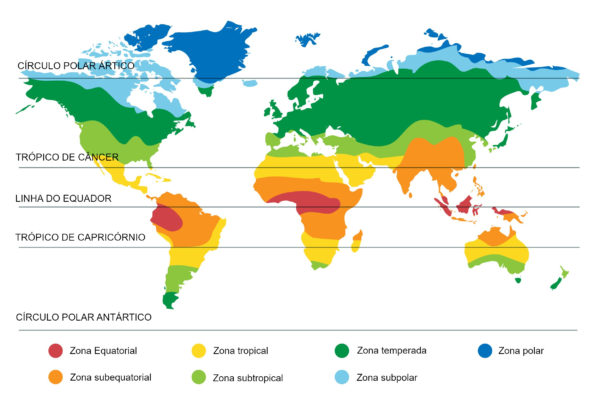 CÍRCULO POLAR ÁRTICO
TRÓPICO DE CÂNCER
LINHA DO EQUADOR
TRÓPICO DE CAPRICÓRNIO
CÍRCULO POLAR ANTÁRTICO
Zona Equatorial
Zona tropical
Zona temperada
Zona polar
Zona subequatorial
Zona subtropical
Zona subpolar